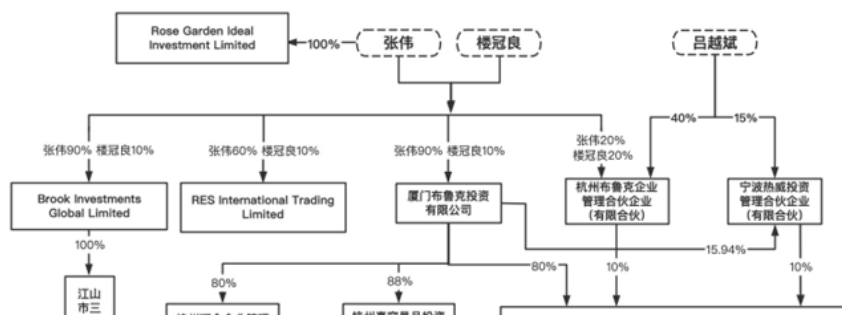 Rose Garden Ideal
Investment Limited
100%
张伟
楼冠良
吕越斌
40%
15%
张伟90% 楼冠良10%
张伟60% 楼冠良10%
张伟90% 楼冠良10%
张伟20%
楼冠良20%
Brook Investments
Global Limited
RES International Trading
Limited
厦门布鲁克投资
有限公司
杭州布鲁克企业
管理合伙企业
(有限合伙)
宁波热威投资
管理合伙企业
(有限合伙)
100%
15.94%
80%
88%
80%
10%
10%
江山
市三